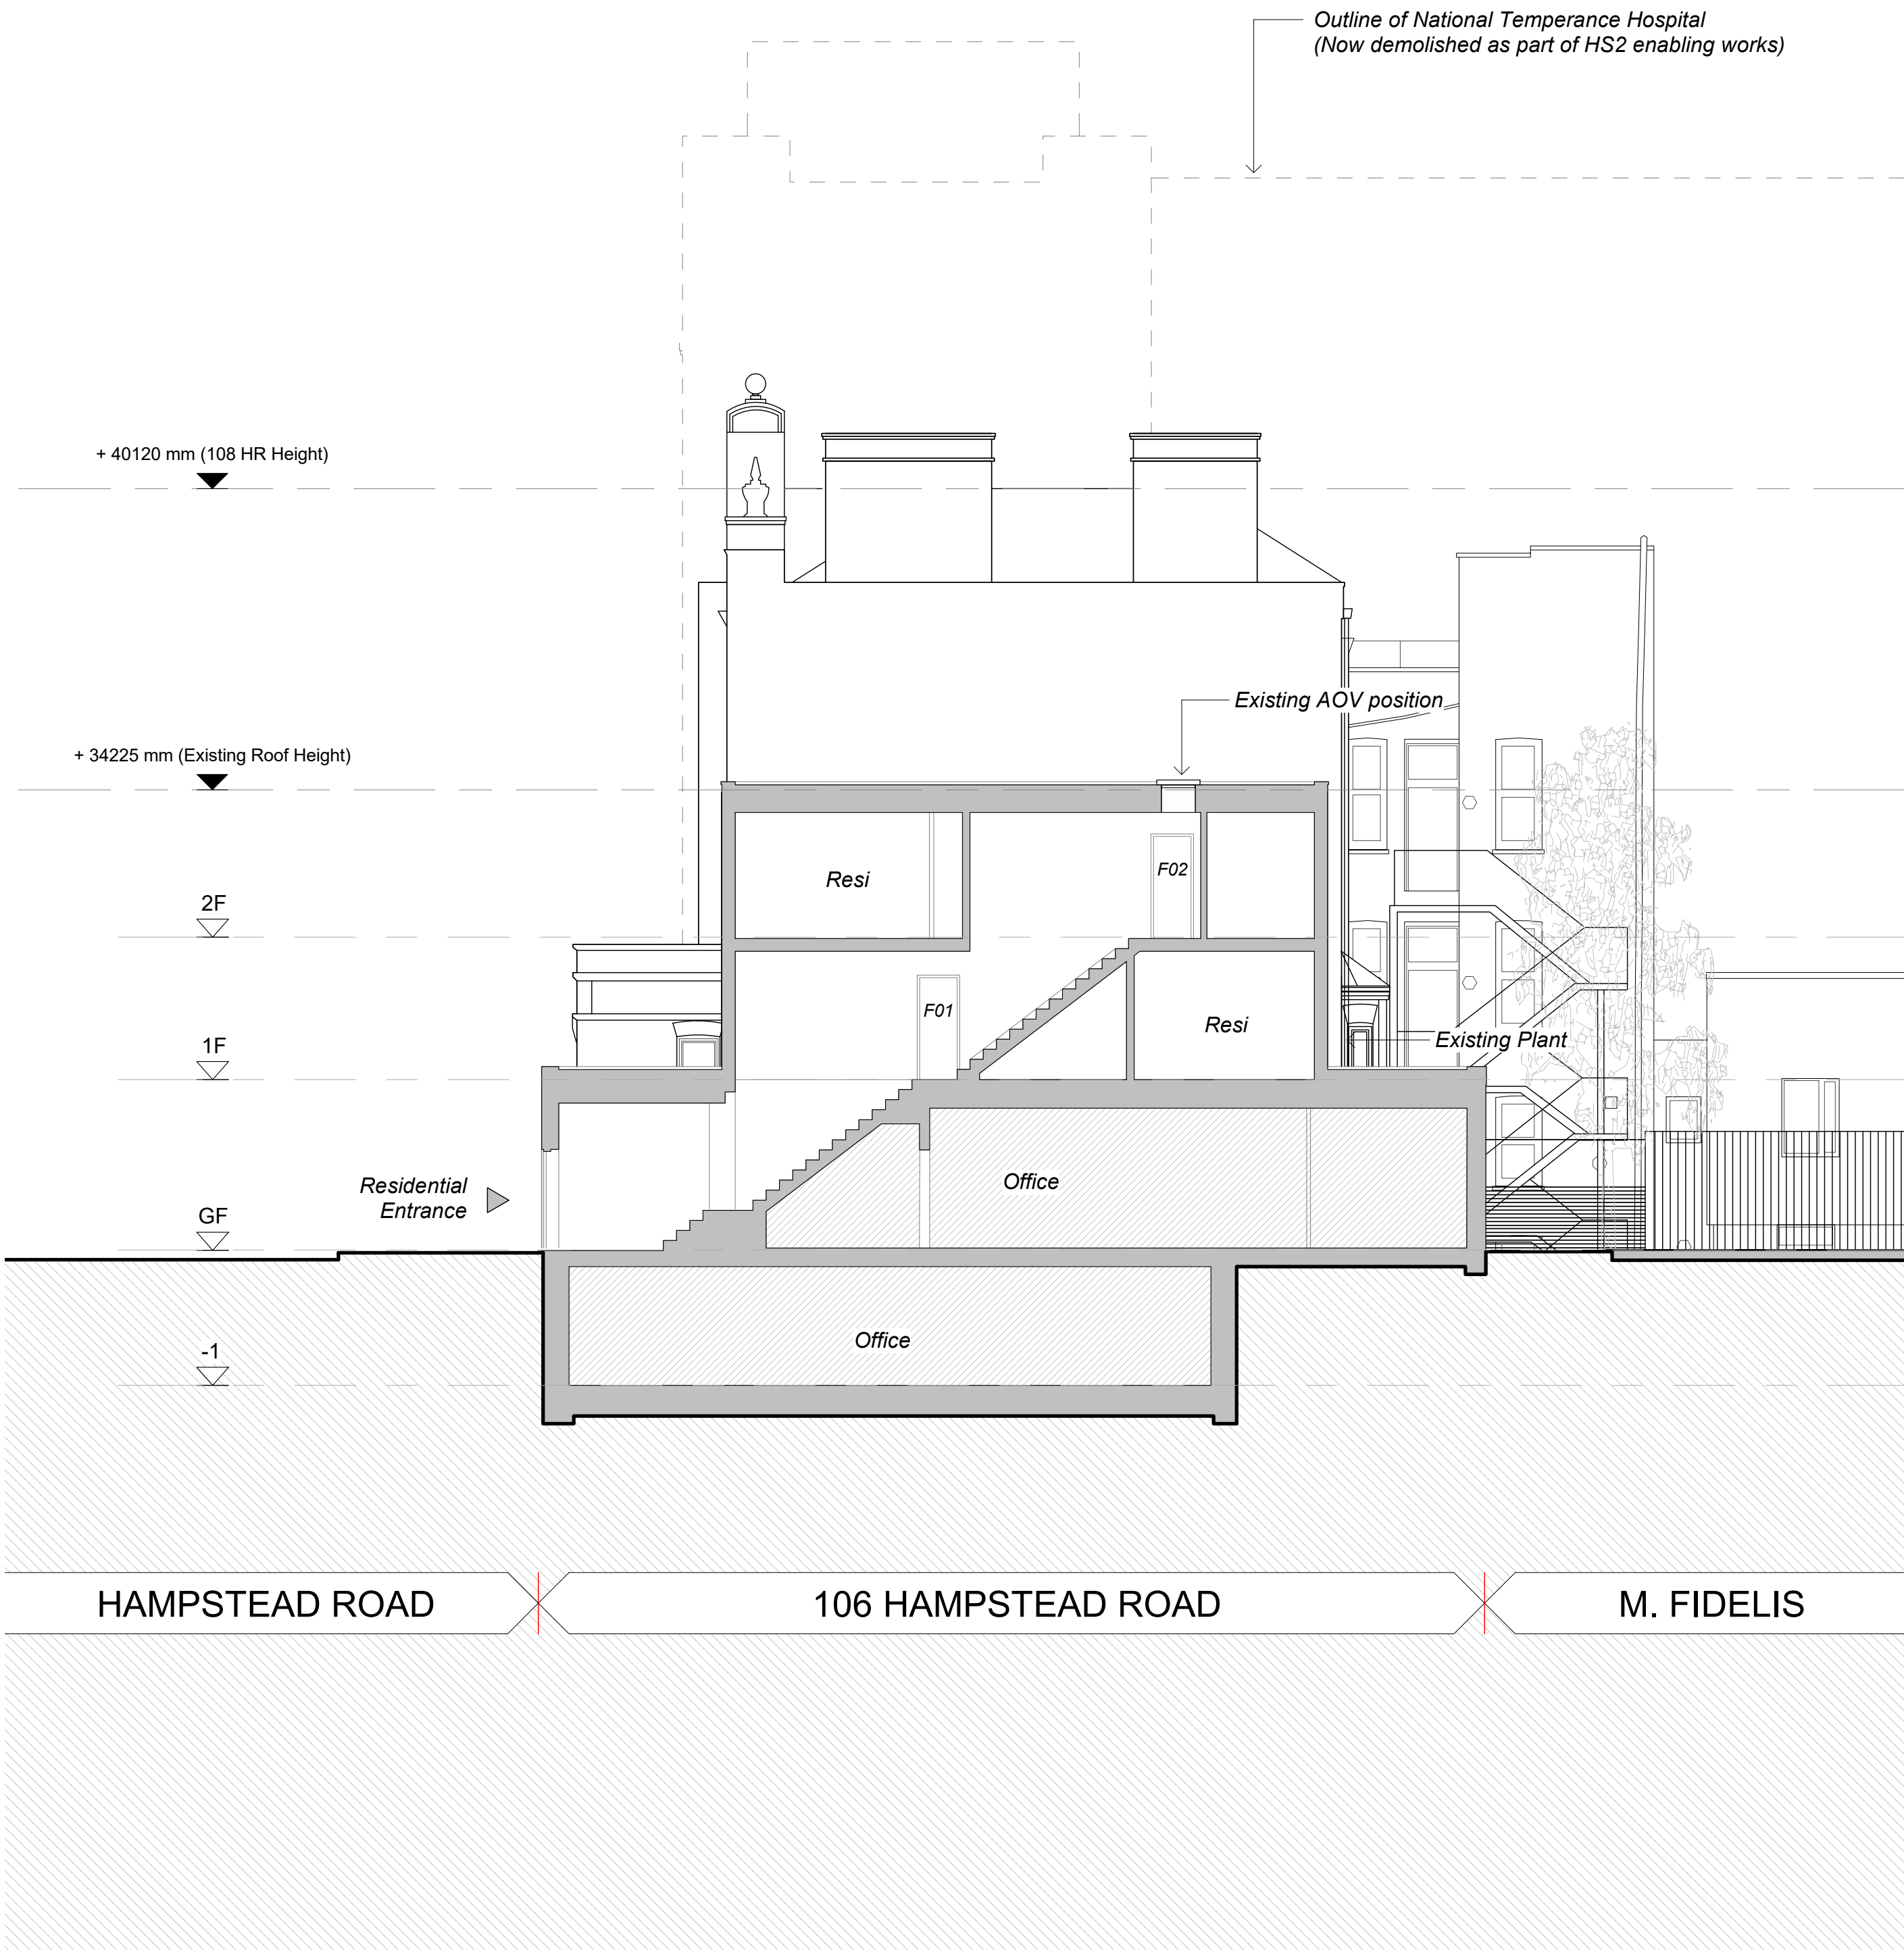 Outline of National Temperance Hospital
(Now demolished as part of HS2 enabling works)
+ 40120 mm (108 HR Height)
Existing AOV position
+ 34225 mm (Existing Roof Height)
F02
Resi
2F
F01
Resi
Existing Plant
1F
Office
Residential
Entrance
GF
Office
-1
HAMPSTEAD ROAD
106 HAMPSTEAD ROAD
M. FIDELIS